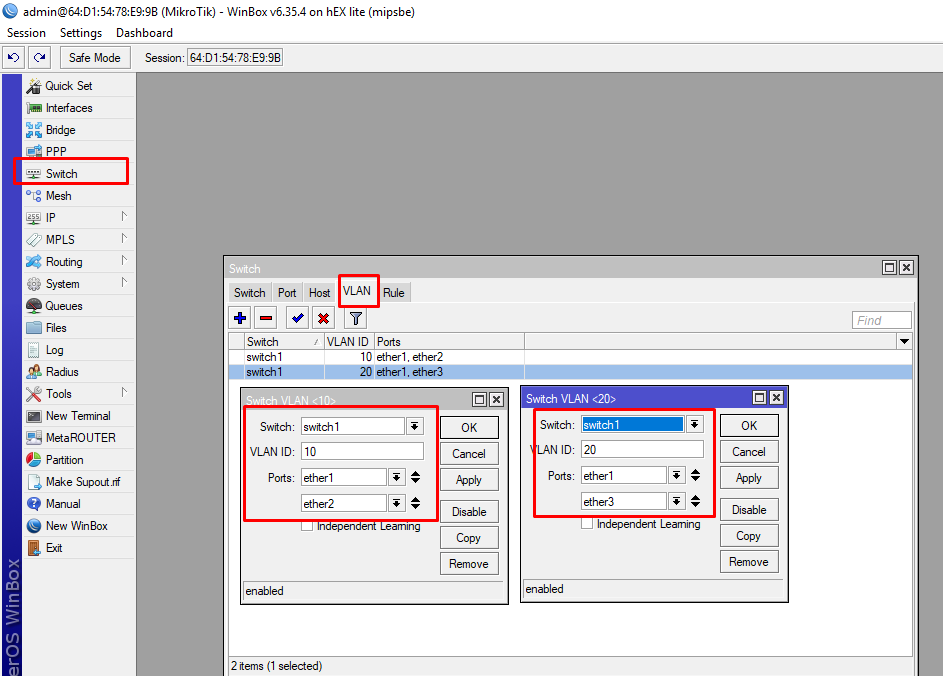 admin@64:D1:54:78:E9:9B (MikroTik) - WinBox v6.35.4 on hEX lite (mipsbe)
Session Settings Dashboard
Safe Mode Session: 64:D1:54:78:E9:9B
Quick Set
Interfaces
Bridge
PPP
Switch
Mesh
IP
MPLS
Routing
System
Queues
Files
Log
Radius
Tools
New Terminal
MetaROUTER
Partition
Make Supout.rif
Manual
New WinBox
Exit
erOS WinBox
Switch
Switch Port Host VLAN Rule
Find
Switch VLAN ID Ports
switch1 10 ether1, ether2
switch1 20 ether1, ether3
Switch VLAN <10>
Switch: switch1 OK
VLAN ID: 10 Cancel
Ports: ether1 Apply
ether2 Disable
Independent Learning
Copy
Remove
enabled
Switch VLAN <20>
Switch: switch1 OK
VLAN ID: 20 Cancel
Ports: ether1 Apply
ether3 Disable
Independent Learning
Copy
Remove
enabled
2 items (1 selected)